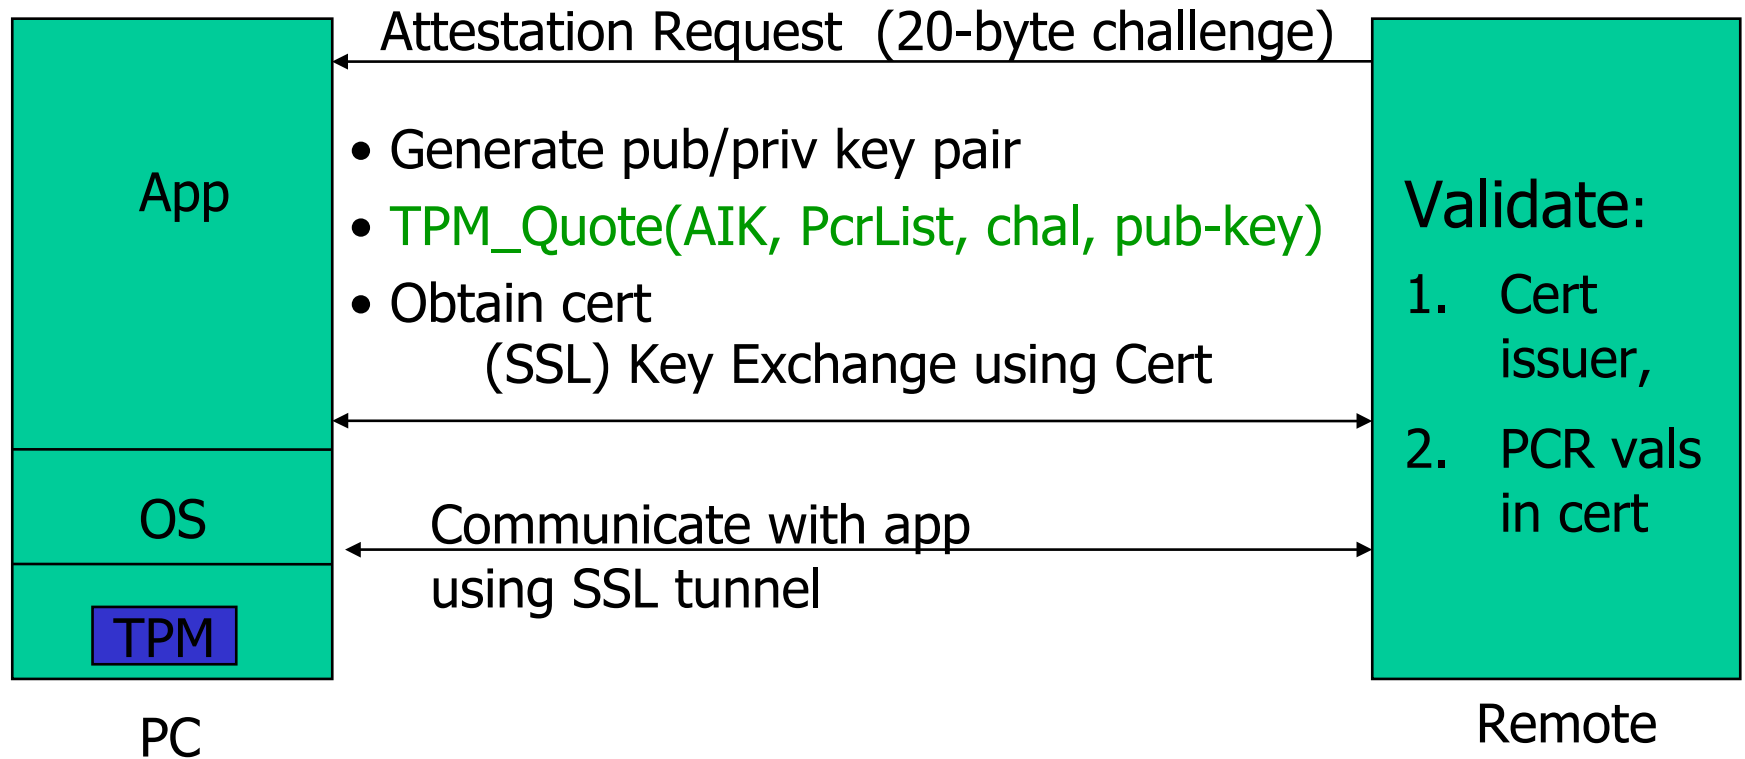 Attestation Request (20-byte challenge)
App
• Generate pub/priv key pair
• TPM_Quote(AIK, PcrList, chal, pub-key)
• Obtain cert
(SSL) Key Exchange using Cert
OS
Communicate with app
using SSL tunnel
TPM
PC
Validate:
1. Cert
issuer,
2. PCR vals
in cert
Remote